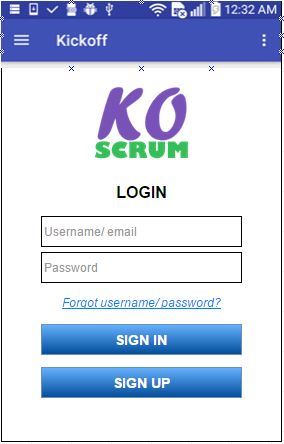 12:32 AM
Kickoff
KO
SCRUM
LOGIN
Username/ email
Password
Forgot username/ password?
SIGN IN
SIGN UP